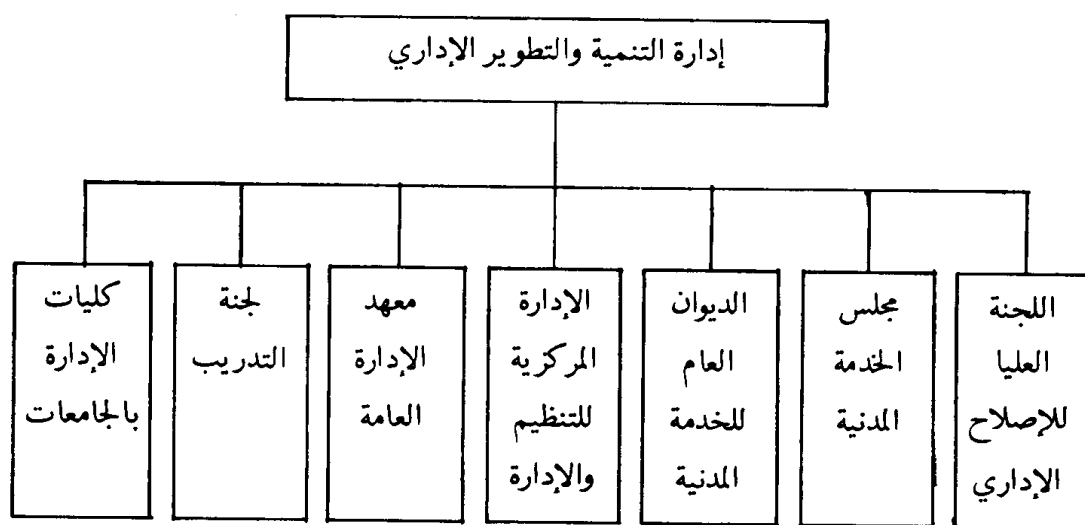 إدارة التنمية والتطوير الإداري
اللجنة
العليا
للإصلاح
الإداري
مجلس
الخدمة
المدنية
الديوان
العام
للخدمة
المدنية
الإدارة
المركزية
للتنظيم
والإدارة
معهد
الإدارة
العامة
لجنة
التدريب
كليات
الإدارة
بالجامعات